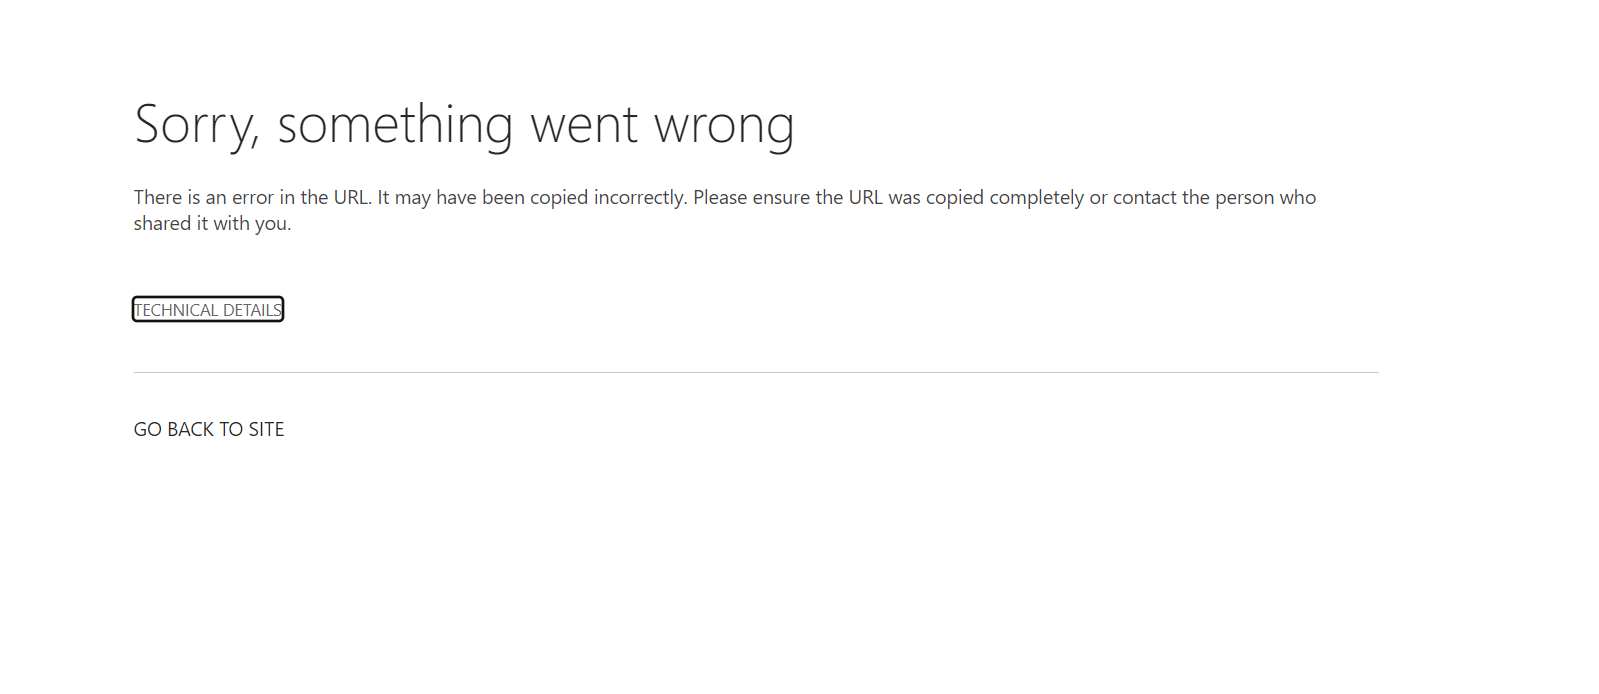 Sorry, something went wrong
There is an error in the URL. It may have been copied incorrectly. Please ensure the URL was copied completely or contact the person who
shared it with you.
TECHNICAL DETAILS
GO BACK TO SITE